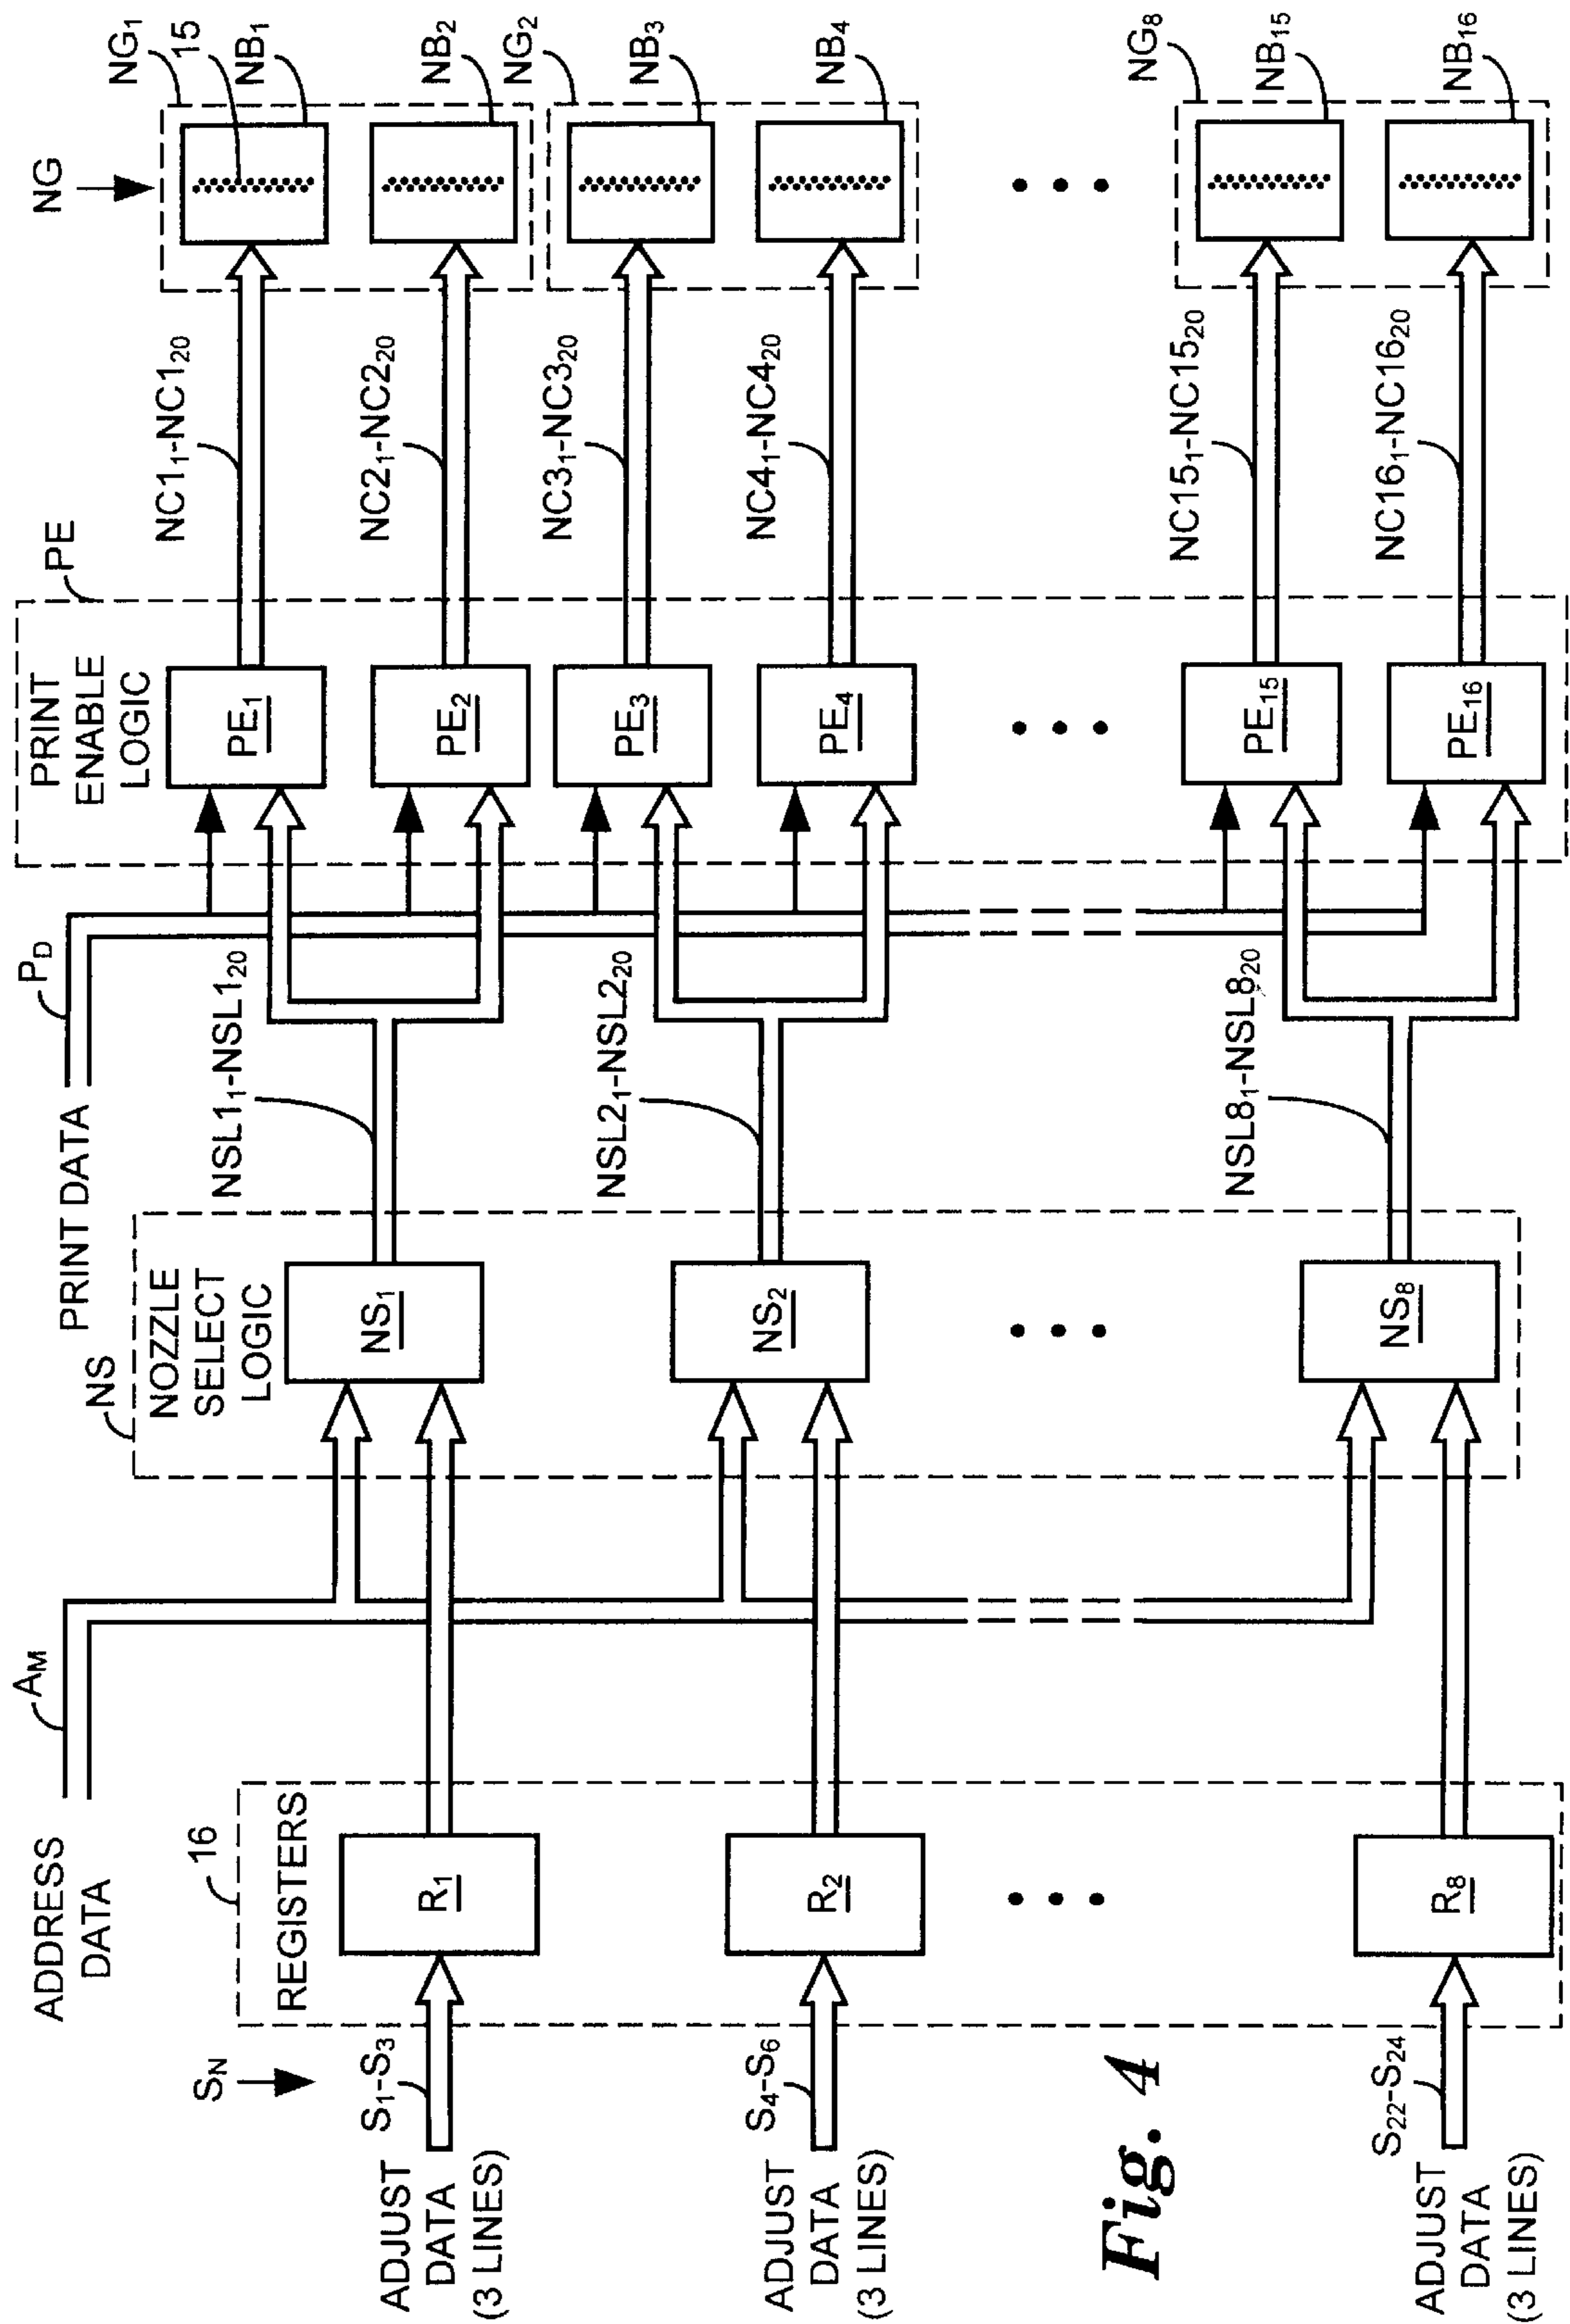 ADDRESS
DATA
A_M
PRINT DATA
P_D
S_N
16
REGISTERS
NS
NOZZLE
SELECT
LOGIC
PE
PRINT
ENABLE
LOGIC
NG
NG₁
15
NB₁
ADJUST
DATA
(3 LINES)
S₁-S₃
R₁
NS₁
NSL1₁-NSL1₂₀
PE₁
NC1₁-NC1₂₀
PE₂
NC2₁-NC2₂₀
NB₂
NG₂
ADJUST
DATA
(3 LINES)
S₄-S₆
R₂
NS₂
NSL2₁-NSL2₂₀
PE₃
NC3₁-NC3₂₀
NB₃
PE₄
NC4₁-NC4₂₀
NB₄
NG₈
ADJUST
DATA
(3 LINES)
S₂₂-S₂₄
R₈
NS₈
NSL8₁-NSL8₂₀
PE₁₅
NC15₁-NC15₂₀
NB₁₅
PE₁₆
NC16₁-NC16₂₀
NB₁₆
Fig. 4